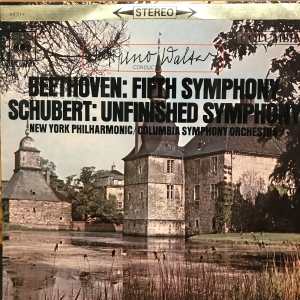 STEREO
Bruno Walter
CONDUCTS
BEETHOVEN: FIFTH SYMPHONY
SCHUBERT: UNFINISHED SYMPHONY
NEW YORK PHILHARMONIC/COLUMBIA SYMPHONY ORCHESTRA